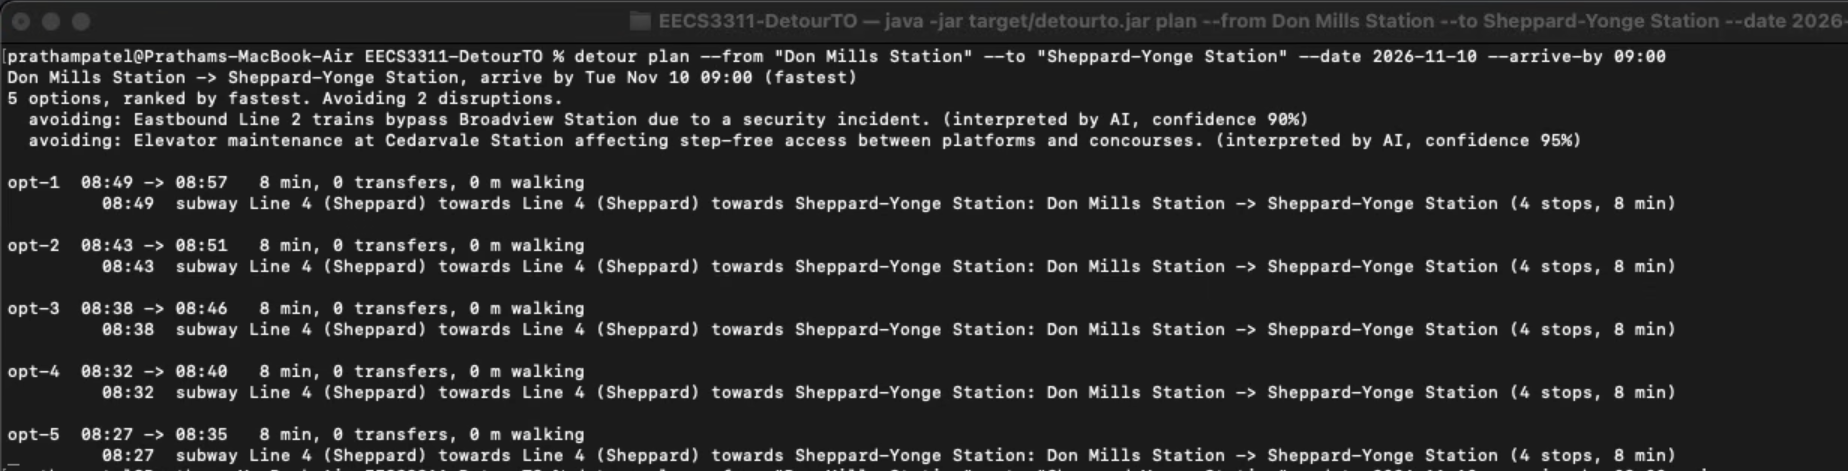 EECS3311-DetourTO — java -jar target/detourto.jar plan --from Don Mills Station --to Sheppard-Yonge Station --date 2026-
[prathampatel@Prathams-MacBook-Air EECS3311-DetourTO % detour plan --from "Don Mills Station" --to "Sheppard-Yonge Station" --date 2026-11-10 --arrive-by 09:00
Don Mills Station -> Sheppard-Yonge Station, arrive by Tue Nov 10 09:00 (fastest)
5 options, ranked by fastest. Avoiding 2 disruptions.
avoiding: Eastbound Line 2 trains bypass Broadview Station due to a security incident. (interpreted by AI, confidence 90%)
avoiding: Elevator maintenance at Cedarvale Station affecting step-free access between platforms and concourses. (interpreted by AI, confidence 95%)
opt-1 08:49 -> 08:57 8 min, 0 transfers, 0 m walking
08:49 subway Line 4 (Sheppard) towards Line 4 (Sheppard) towards Sheppard-Yonge Station: Don Mills Station -> Sheppard-Yonge Station (4 stops, 8 min)
opt-2 08:43 -> 08:51 8 min, 0 transfers, 0 m walking
08:43 subway Line 4 (Sheppard) towards Line 4 (Sheppard) towards Sheppard-Yonge Station: Don Mills Station -> Sheppard-Yonge Station (4 stops, 8 min)
opt-3 08:38 -> 08:46 8 min, 0 transfers, 0 m walking
08:38 subway Line 4 (Sheppard) towards Line 4 (Sheppard) towards Sheppard-Yonge Station: Don Mills Station -> Sheppard-Yonge Station (4 stops, 8 min)
opt-4 08:32 -> 08:40 8 min, 0 transfers, 0 m walking
08:32 subway Line 4 (Sheppard) towards Line 4 (Sheppard) towards Sheppard-Yonge Station: Don Mills Station -> Sheppard-Yonge Station (4 stops, 8 min)
opt-5 08:27 -> 08:35 8 min, 0 transfers, 0 m walking
08:27 subway Line 4 (Sheppard) towards Line 4 (Sheppard) towards Sheppard-Yonge Station: Don Mills Station -> Sheppard-Yonge Station (4 stops, 8 min)